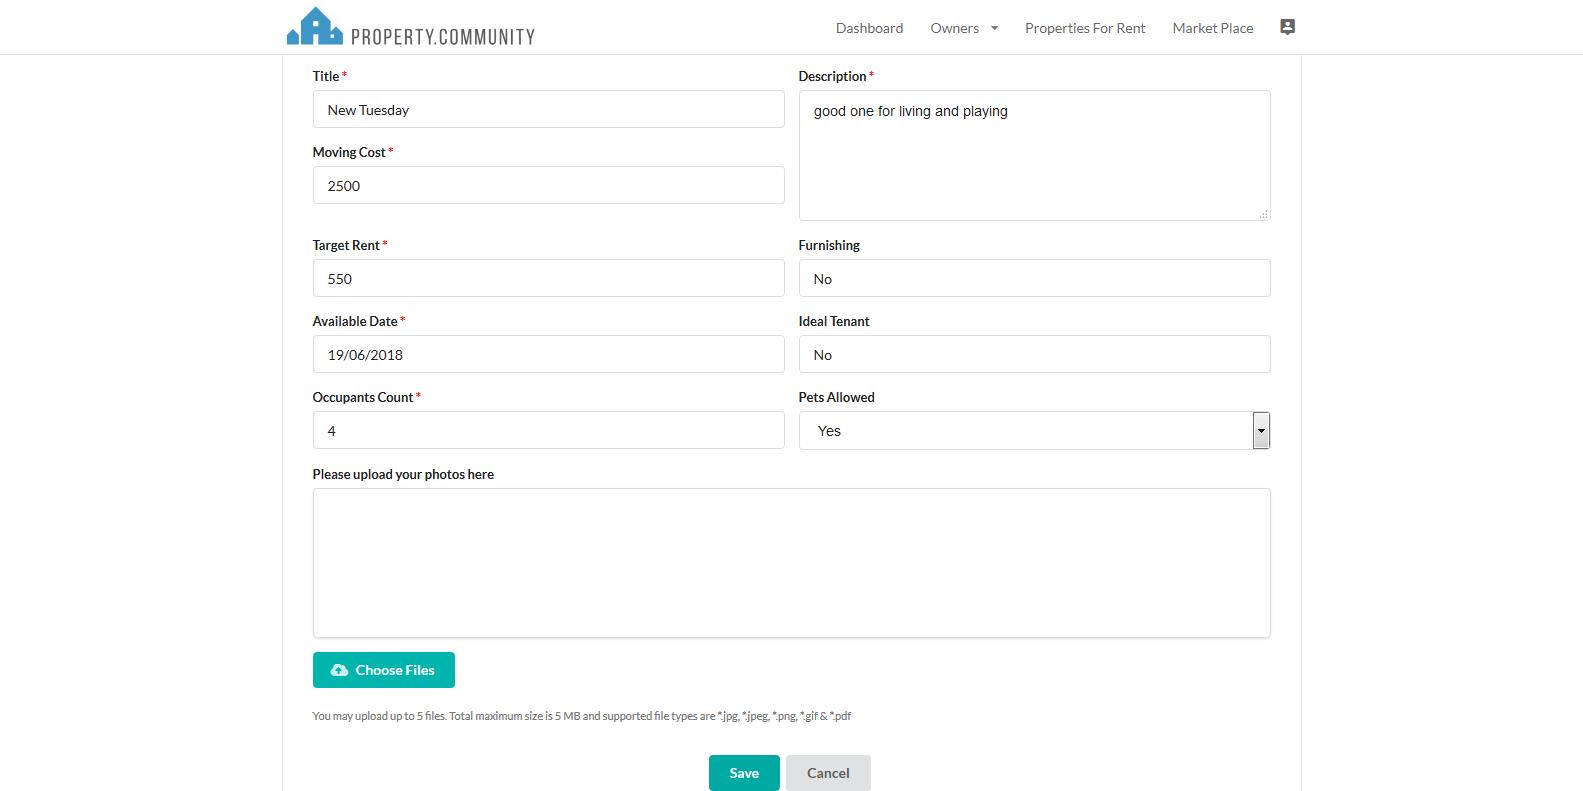 PROPERTY.COMMUNITY
Dashboard
Owners
Properties For Rent
Market Place
Title *
New Tuesday
Description *
good one for living and playing
Moving Cost *
2500
Target Rent *
550
Furnishing
No
Available Date *
19/06/2018
Ideal Tenant
No
Occupants Count *
4
Pets Allowed
Yes
Please upload your photos here
Choose Files
You may upload up to 5 files. Total maximum size is 5 MB and supported file types are *.jpg, *.jpeg, *.png, *.gif & *.pdf
Save
Cancel